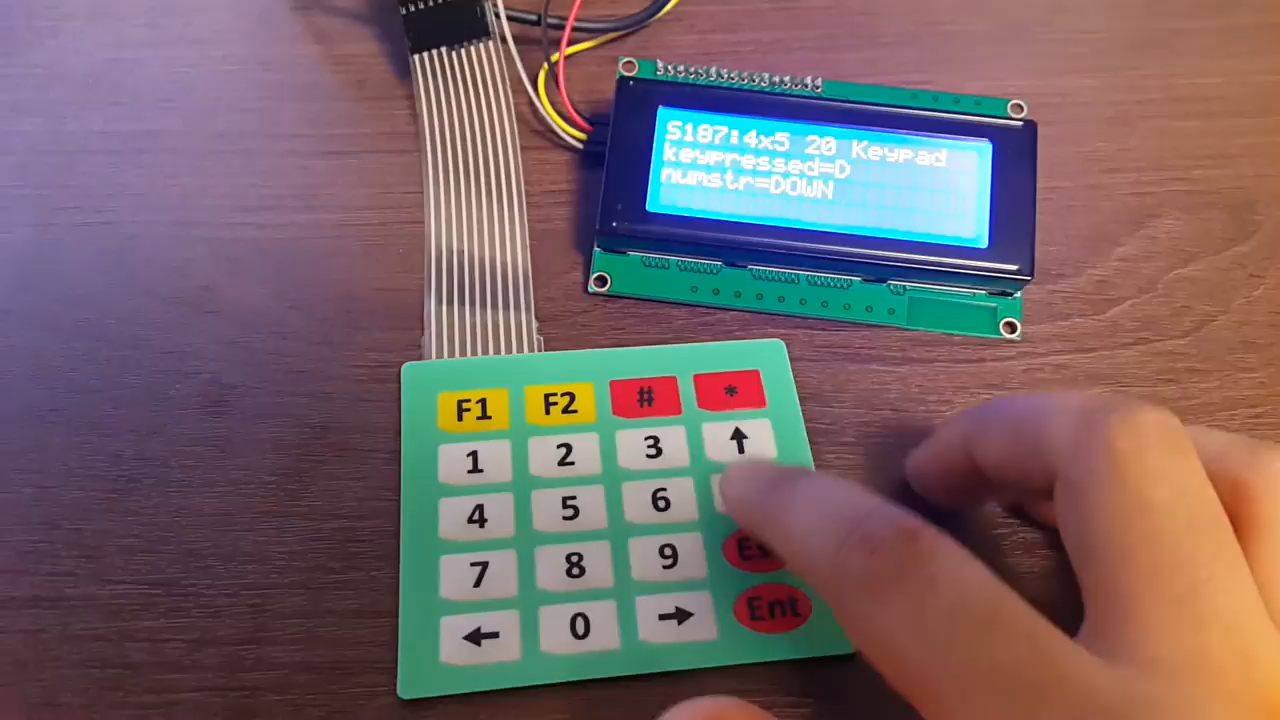 S187:4x5 20 Keypad
keypressed=D
numstr=DOWN
F1 F2 # *
1 2 3 ↑
4 5 6
7 8 9
← 0 → Ent